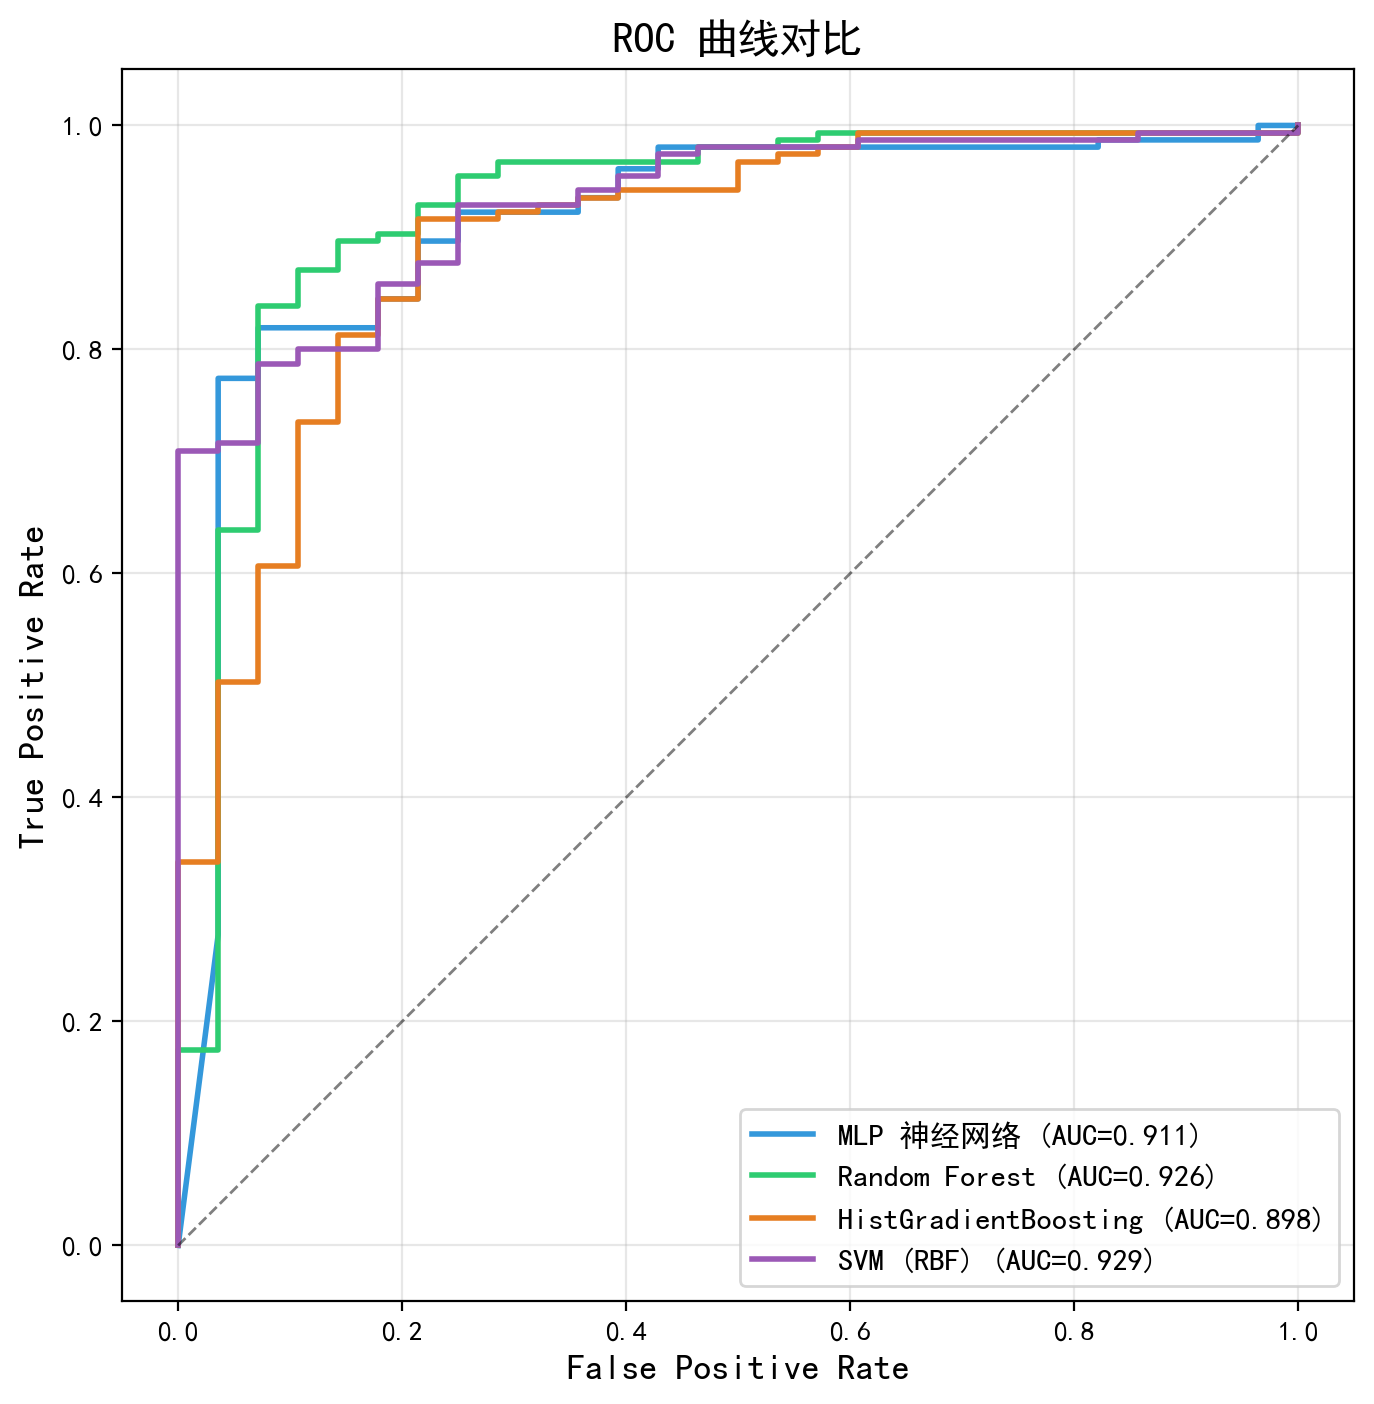 ROC 曲线对比
1.0
0.8
0.6
0.4
0.2
0.0
True Positive Rate
MLP 神经网络 (AUC=0.911)
Random Forest (AUC=0.926)
HistGradientBoosting (AUC=0.898)
SVM (RBF) (AUC=0.929)
0.0 0.2 0.4 0.6 0.8 1.0
False Positive Rate